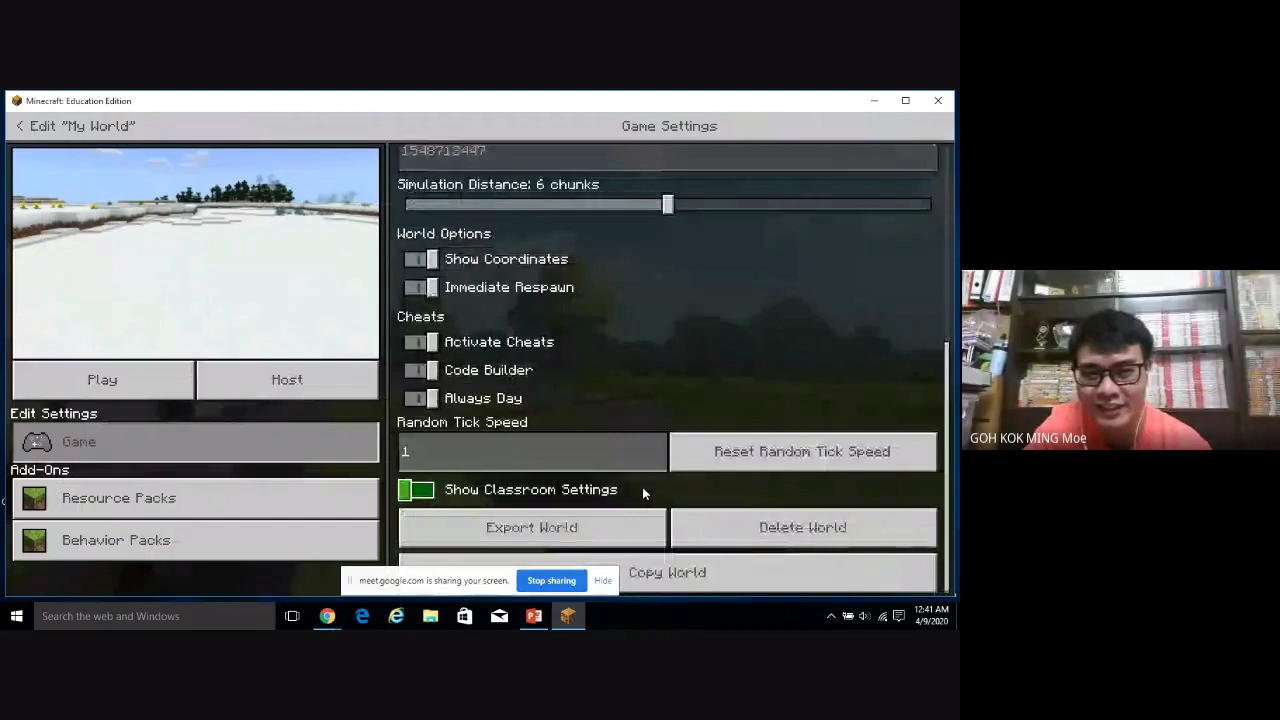 Minecraft: Education Edition
Edit "My World"
Game Settings
Play
Host
Edit Settings
Game
Add-Ons
Resource Packs
Behavior Packs
1548712447
Simulation Distance: 6 chunks
World Options
Show Coordinates
Immediate Respawn
Cheats
Activate Cheats
Code Builder
Always Day
Random Tick Speed
1
Reset Random Tick Speed
Show Classroom Settings
Export World
Delete World
Copy World
meet.google.com is sharing your screen.
Stop sharing
Hide
Search the web and Windows
12:41 AM
4/9/2020
GOH KOK MING Moe